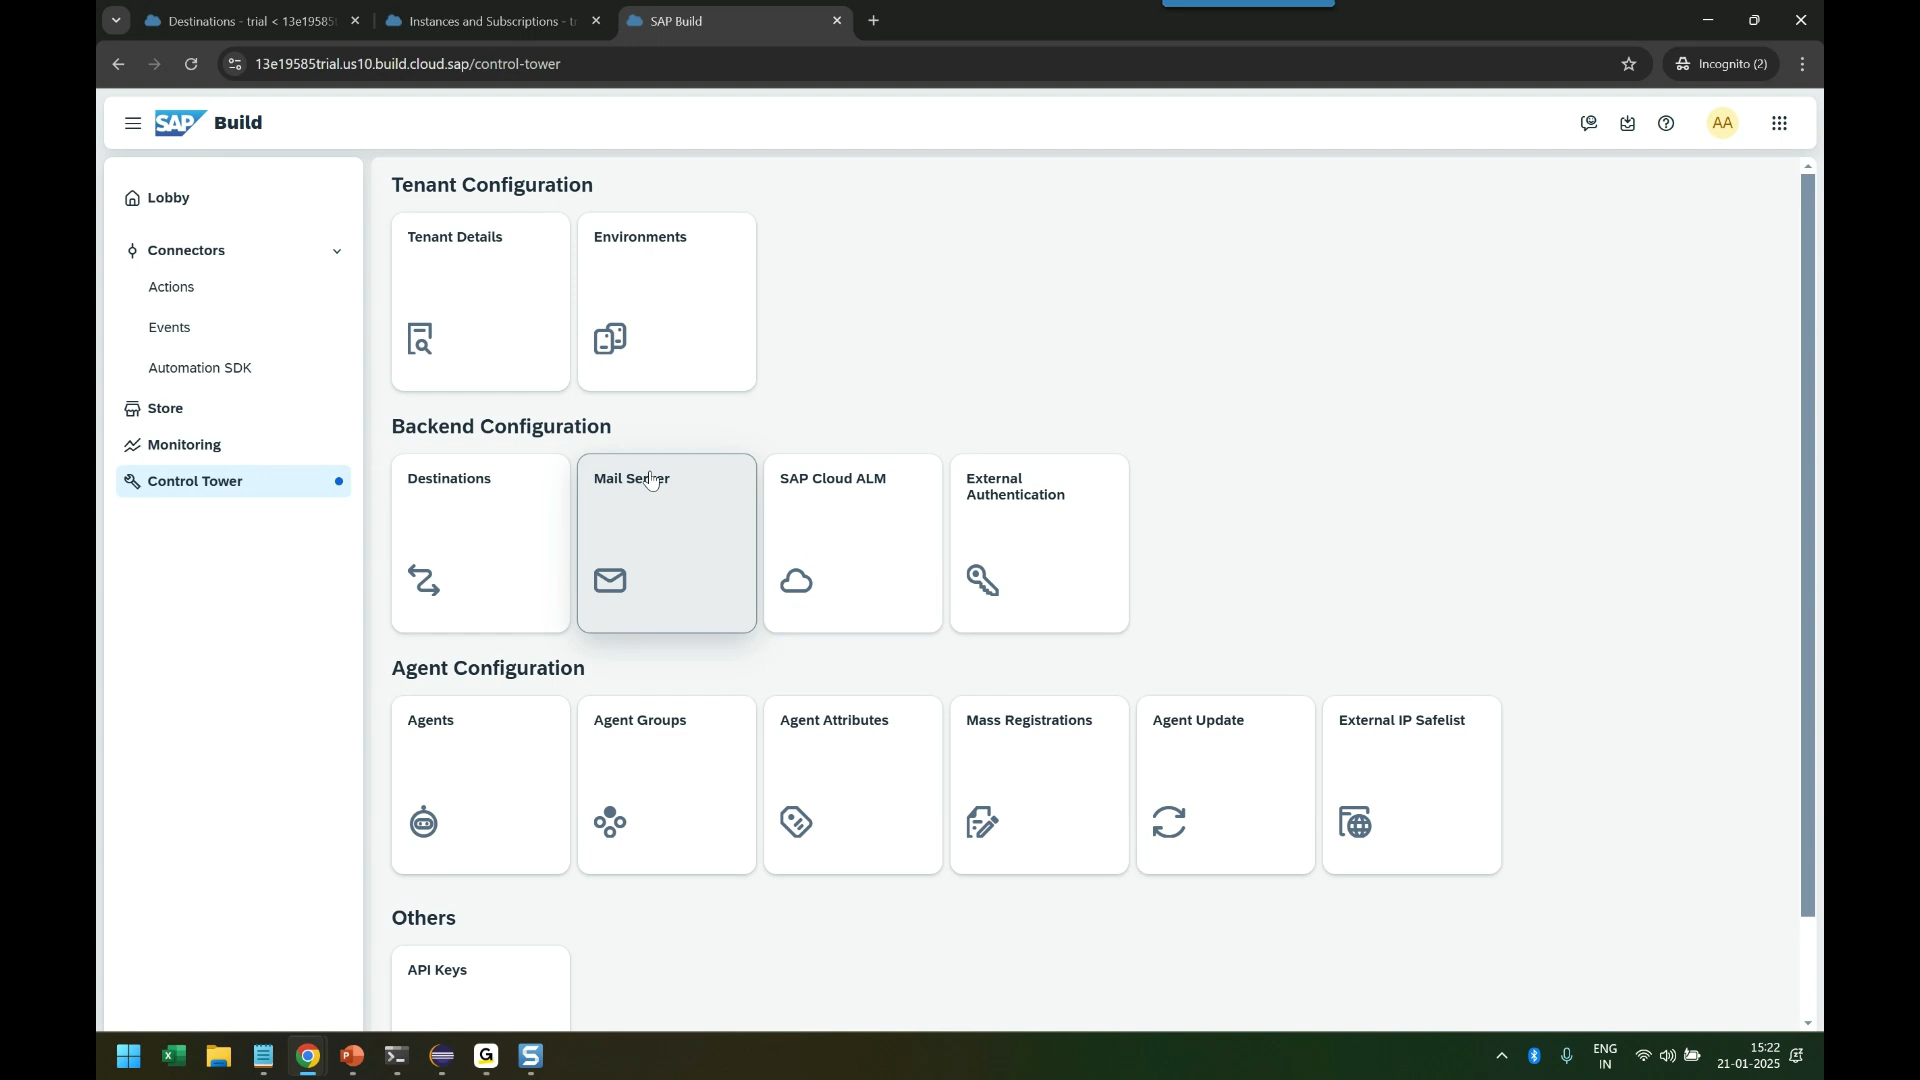 Destinations - trial < 13e19585t
Instances and Subscriptions - tr
SAP Build
13e19585trial.us10.build.cloud.sap/control-tower
Incognito (2)
SAP Build
AA
Lobby
Connectors
Actions
Events
Automation SDK
Store
Monitoring
Control Tower
Tenant Configuration
Tenant Details
Environments
Backend Configuration
Destinations
Mail Server
SAP Cloud ALM
External
Authentication
Agent Configuration
Agents
Agent Groups
Agent Attributes
Mass Registrations
Agent Update
External IP Safelist
Others
API Keys
ENG
IN
15:22
21-01-2025